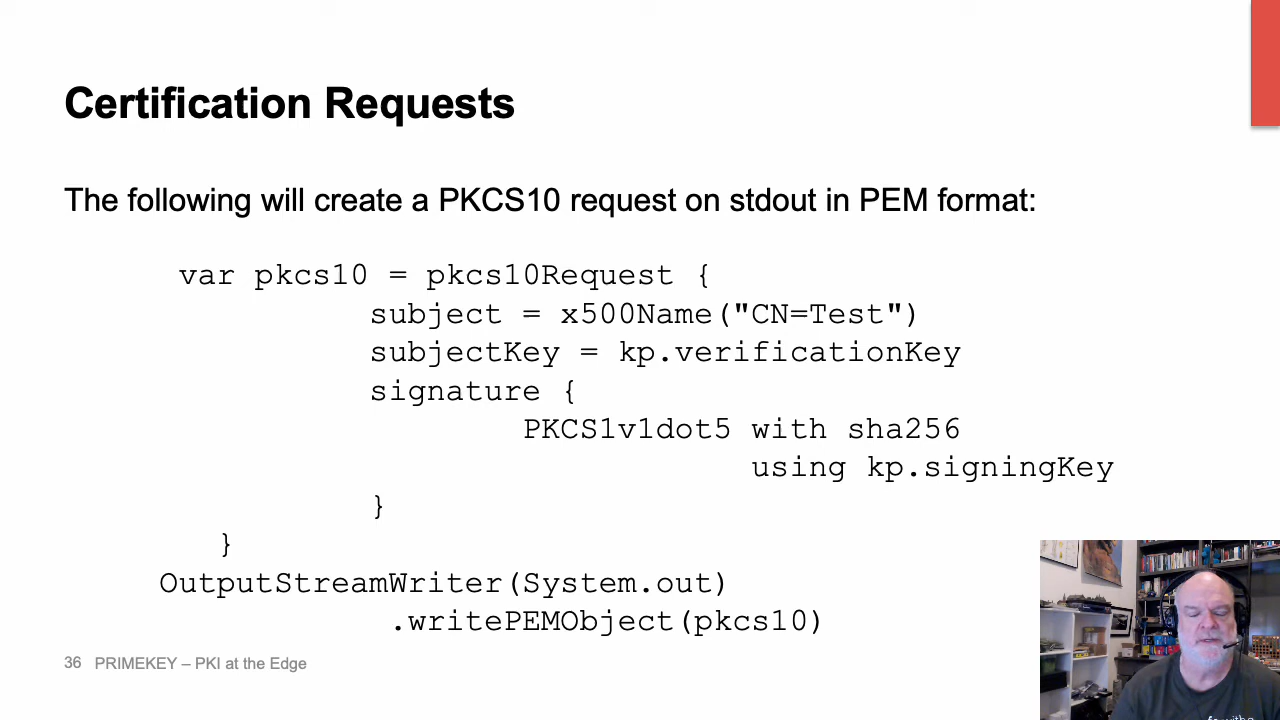 Certification Requests
The following will create a PKCS10 request on stdout in PEM format:
var pkcs10 = pkcs10Request {
subject = x500Name("CN=Test")
subjectKey = kp.verificationKey
signature {
PKCS1v1dot5 with sha256
using kp.signingKey
}
}
OutputStreamWriter(System.out)
.writePEMObject(pkcs10)
36 PRIMEKEY – PKI at the Edge